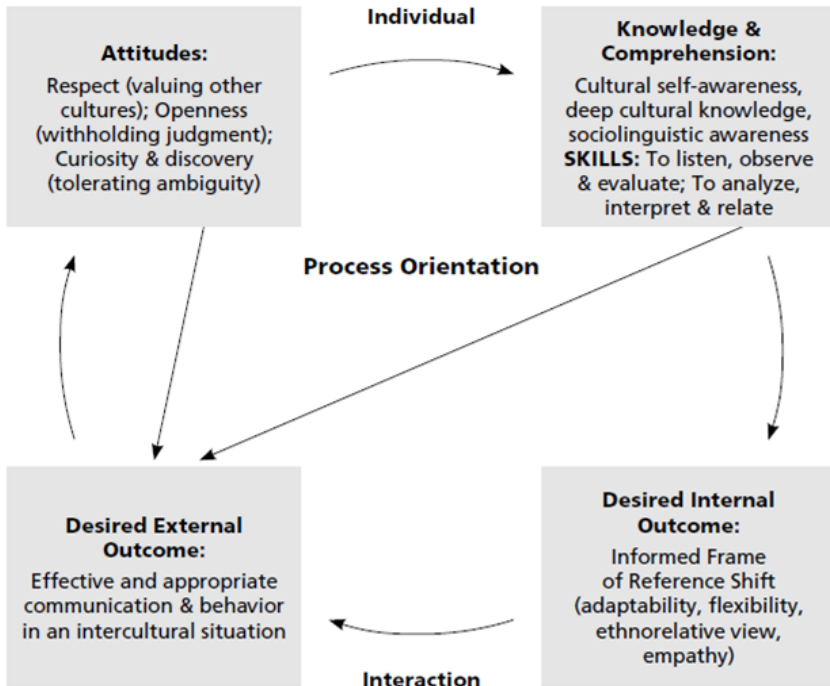 Individual
Attitudes:
Respect (valuing other
cultures); Openness
(withholding judgment);
Curiosity & discovery
(tolerating ambiguity)
Knowledge &
Comprehension:
Cultural self-awareness,
deep cultural knowledge,
sociolinguistic awareness
SKILLS: To listen, observe
& evaluate; To analyze,
interpret & relate
Process Orientation
Desired External
Outcome:
Effective and appropriate
communication & behavior
in an intercultural situation
Desired Internal
Outcome:
Informed Frame
of Reference Shift
(adaptability, flexibility,
ethnorelative view,
empathy)
Interaction